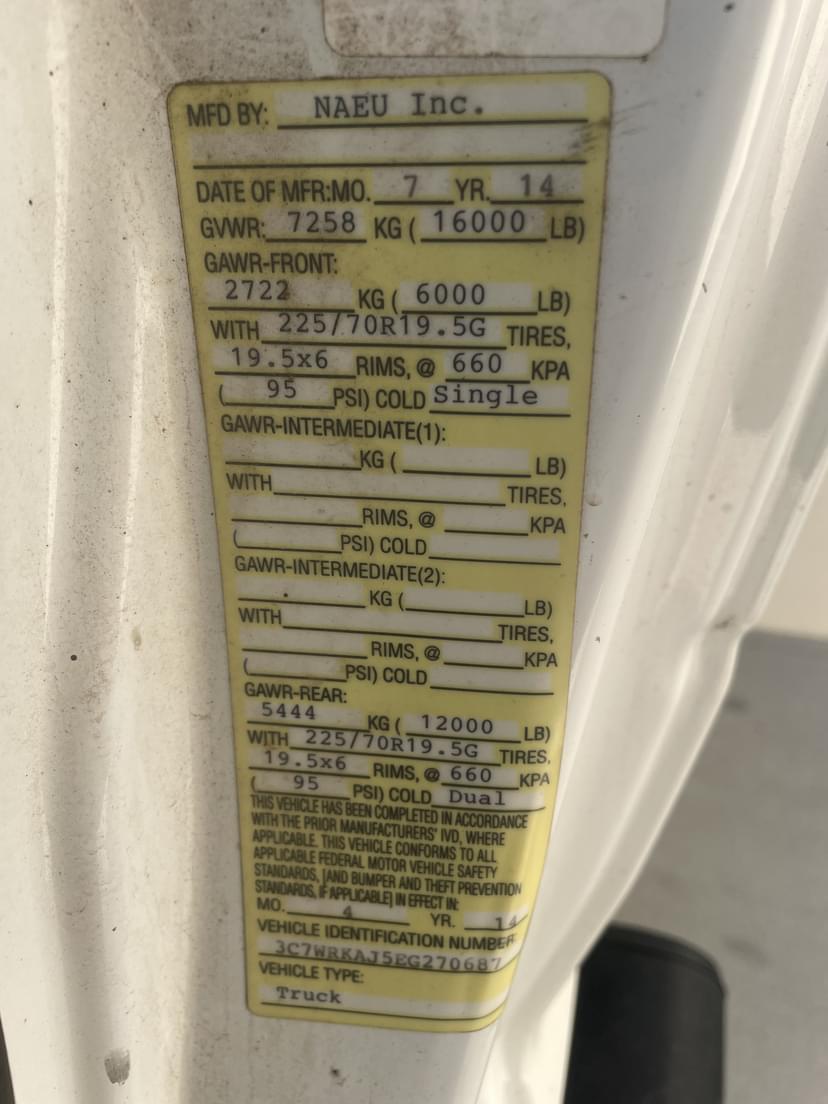 MFD BY: NAEU Inc.
DATE OF MFR:MO. 7 YR. 14
GVWR: 7258 KG ( 16000 LB)
GAWR-FRONT:
2722 KG ( 6000 LB)
WITH 225/70R19.5G TIRES,
19.5x6 RIMS, @ 660 KPA
( 95 PSI) COLD Single
GAWR-INTERMEDIATE(1):
KG ( LB)
WITH TIRES,
RIMS, @ KPA
( PSI) COLD
GAWR-INTERMEDIATE(2):
KG ( LB)
WITH TIRES,
RIMS, @ KPA
( PSI) COLD
GAWR-REAR:
5444 KG ( 12000 LB)
WITH 225/70R19.5G TIRES,
19.5x6 RIMS, @ 660 KPA
( 95 PSI) COLD Dual
THIS VEHICLE HAS BEEN COMPLETED IN ACCORDANCE
WITH THE PRIOR MANUFACTURERS' IVD, WHERE
APPLICABLE. THIS VEHICLE CONFORMS TO ALL
APPLICABLE FEDERAL MOTOR VEHICLE SAFETY
STANDARDS, [AND BUMPER AND THEFT PREVENTION
STANDARDS, IF APPLICABLE] IN EFFECT IN:
MO. 4 YR. 14
VEHICLE IDENTIFICATION NUMBER
3C7WRKAJ5EG270687
VEHICLE TYPE:
Truck